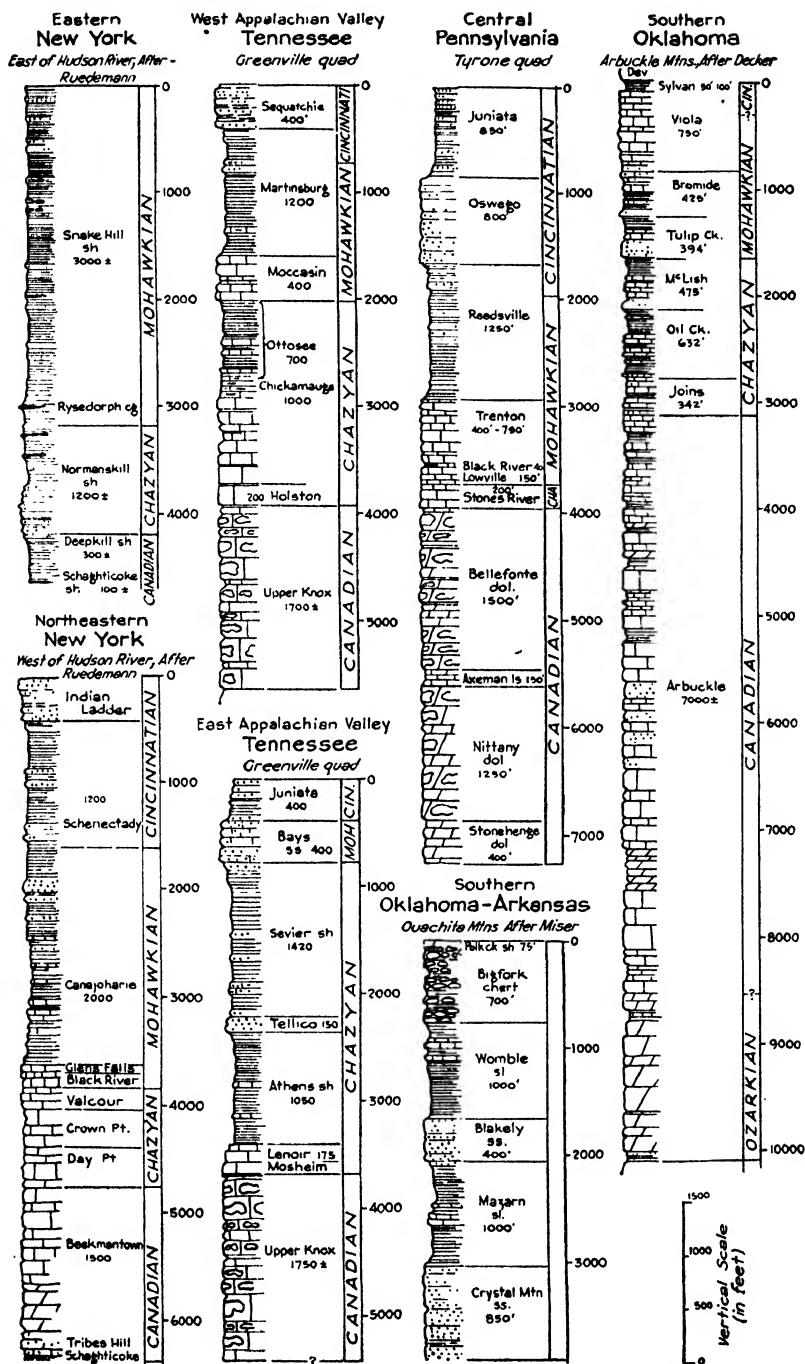 Eastern
New York
East of Hudson River, After -
Ruedemann
Snake Hill
sh
3000 ±
Rysedorph cg
Normanskill
sh
1200 ±
Deepkill sh
300 ±
Schaghticoke
sh. 100 ±
MOHAWKIAN
CHAZYAN
CANADIAN
0
1000
2000
3000
4000
Northeastern
New York
West of Hudson River, After
Ruedemann
Indian
Ladder
1200
Schenectady
Canajoharie
2000
Glens Falls
Black River
Valcour
Crown Pt.
Day Pt
Beekmantown
1500
Tribes Hill
Schaghticoke
CINCINNATIAN
MOHAWKIAN
CHAZYAN
CANADIAN
0
1000
2000
3000
4000
5000
6000
West Appalachian Valley
Tennessee
Greenville quad
Sequatchie
400'
Martinsburg
1200
Moccasin
400
Ottosee
700
Chickamauga
1000
200 Holston
Upper Knox
1700 ±
CINCINNATI
MOHAWKIAN
CHAZYAN
CANADIAN
0
1000
2000
3000
4000
5000
East Appalachian Valley
Tennessee
Greenville quad
Juniata
400
Bays
ss 400
Sevier sh
1420
Tellico 150
Athens sh
1050
Lenoir 175
Mosheim
Upper Knox
1750 ±
?
CIN.
MOH
CHAZYAN
CANADIAN
0
1000
2000
3000
4000
5000
Central
Pennsylvania
Tyrone quad
Juniata
850'
Oswego
800'
Reedsville
1250'
Trenton
400' - 750'
Black River 40
Lowville 150'
200'
Stones River
Bellefonte
dol.
1500'
Axeman ls 150'
Nittany
dol
1250'
Stonehenge
dol
400'
CINCINNATIAN
MOHAWKIAN
CHA
CANADIAN
0
1000
2000
3000
4000
5000
6000
7000
Southern
Oklahoma-Arkansas
Ouachita Mtns After Miser
Polkck sh 75'
Bigfork
chert
700'
Womble
sl
1000'
Blakely
ss.
400'
Mazarn
sl.
1000'
Crystal Mtn
ss.
850'
0
1000
2000
3000
Southern
Oklahoma
Arbuckle Mtns., After Decker
Dev
Sylvan 50' 100'
Viola
750'
Bromide
425'
Tulip Ck.
394'
McLish
475'
Oil Ck.
632'
Joins
342'
Arbuckle
7000±
CIN.
?
MOHAWKIAN
CHAZYAN
CANADIAN
?
OZARKIAN
0
1000
2000
3000
4000
5000
6000
7000
8000
9000
10000
1500
1000
500
0
Vertical Scale
(in feet)